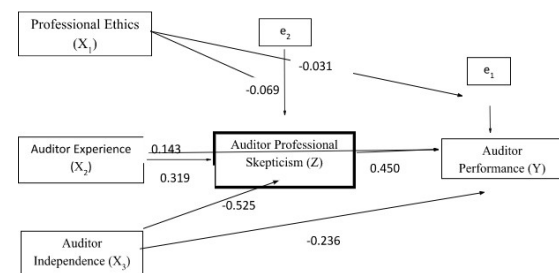 Professional Ethics
(X₁)
e₂
-0.031
-0.069
e₁
Auditor Experience
(X₂)
0.143
0.319
Auditor Professional
Skepticism (Z)
0.450
Auditor
Performance (Y)
-0.525
-0.236
Auditor
Independence (X₃)